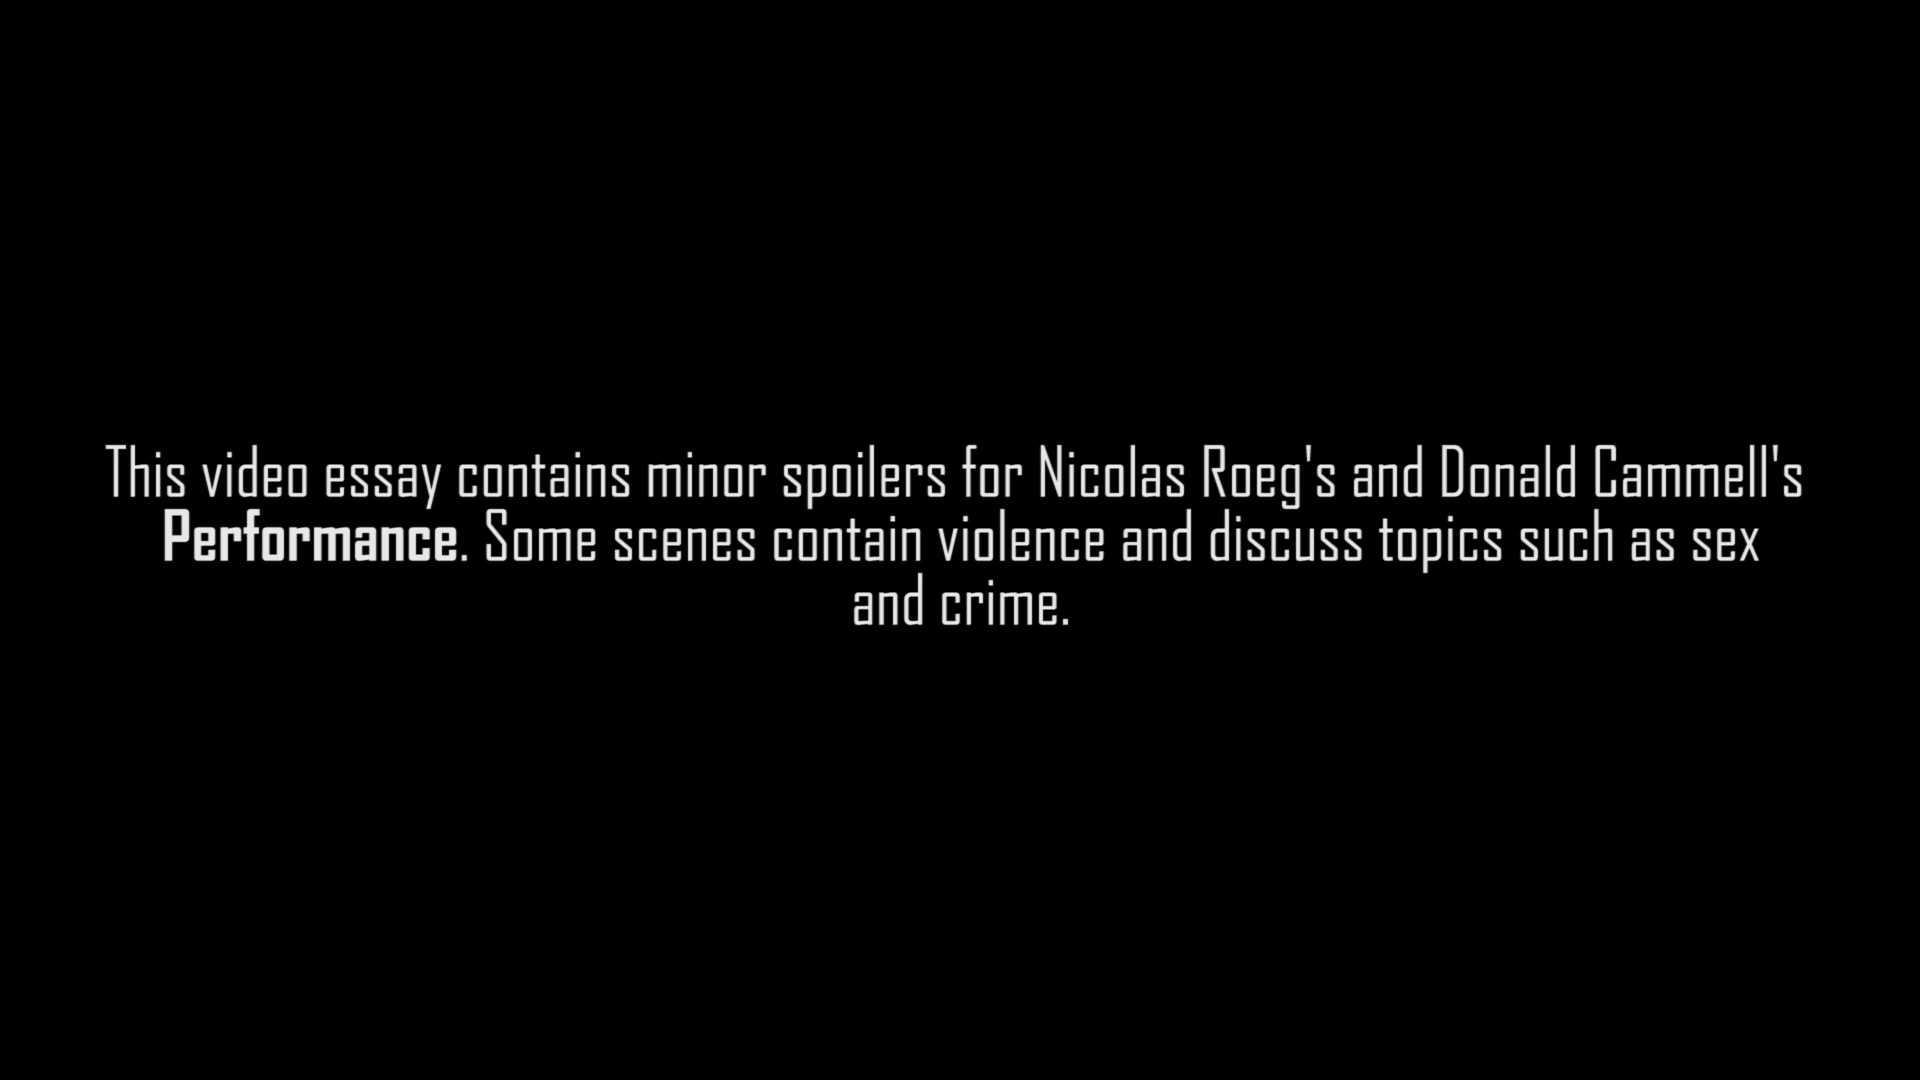 This video essay contains minor spoilers for Nicolas Roeg's and Donald Cammell's
Performance. Some scenes contain violence and discuss topics such as sex
and crime.